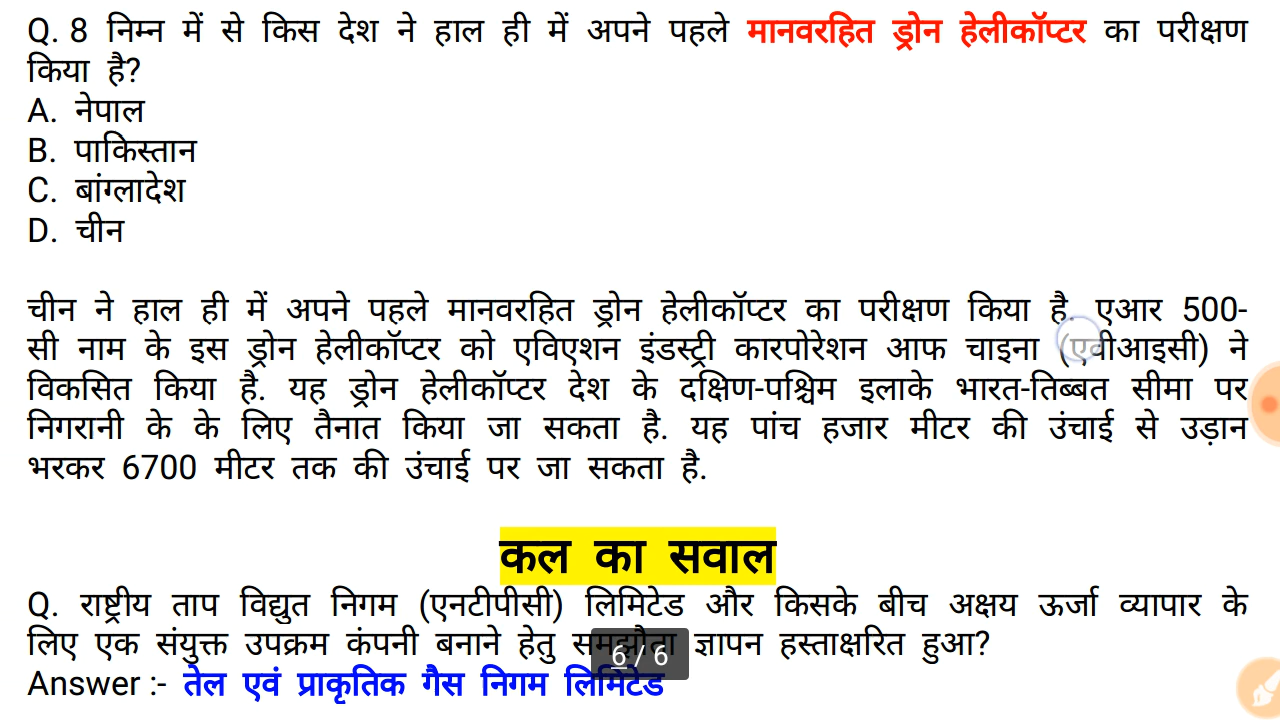 Q. 8 निम्न में से किस देश ने हाल ही में अपने पहले मानवरहित ड्रोन हेलीकॉप्टर का परीक्षण
किया है?
A. नेपाल
B. पाकिस्तान
C. बांग्लादेश
D. चीन
चीन ने हाल ही में अपने पहले मानवरहित ड्रोन हेलीकॉप्टर का परीक्षण किया है. एआर 500-
सी नाम के इस ड्रोन हेलीकॉप्टर को एविएशन इंडस्ट्री कारपोरेशन आफ चाइना (एवीआइसी) ने
विकसित किया है. यह ड्रोन हेलीकॉप्टर देश के दक्षिण-पश्चिम इलाके भारत-तिब्बत सीमा पर
निगरानी के के लिए तैनात किया जा सकता है. यह पांच हजार मीटर की उंचाई से उड़ान
भरकर 6700 मीटर तक की उंचाई पर जा सकता है.
कल का सवाल
Q. राष्ट्रीय ताप विद्युत निगम (एनटीपीसी) लिमिटेड और किसके बीच अक्षय ऊर्जा व्यापार के
लिए एक संयुक्त उपक्रम कंपनी बनाने हेतु समझौता ज्ञापन हस्ताक्षरित हुआ?
6 / 6
Answer :- तेल एवं प्राकृतिक गैस निगम लिमिटेड